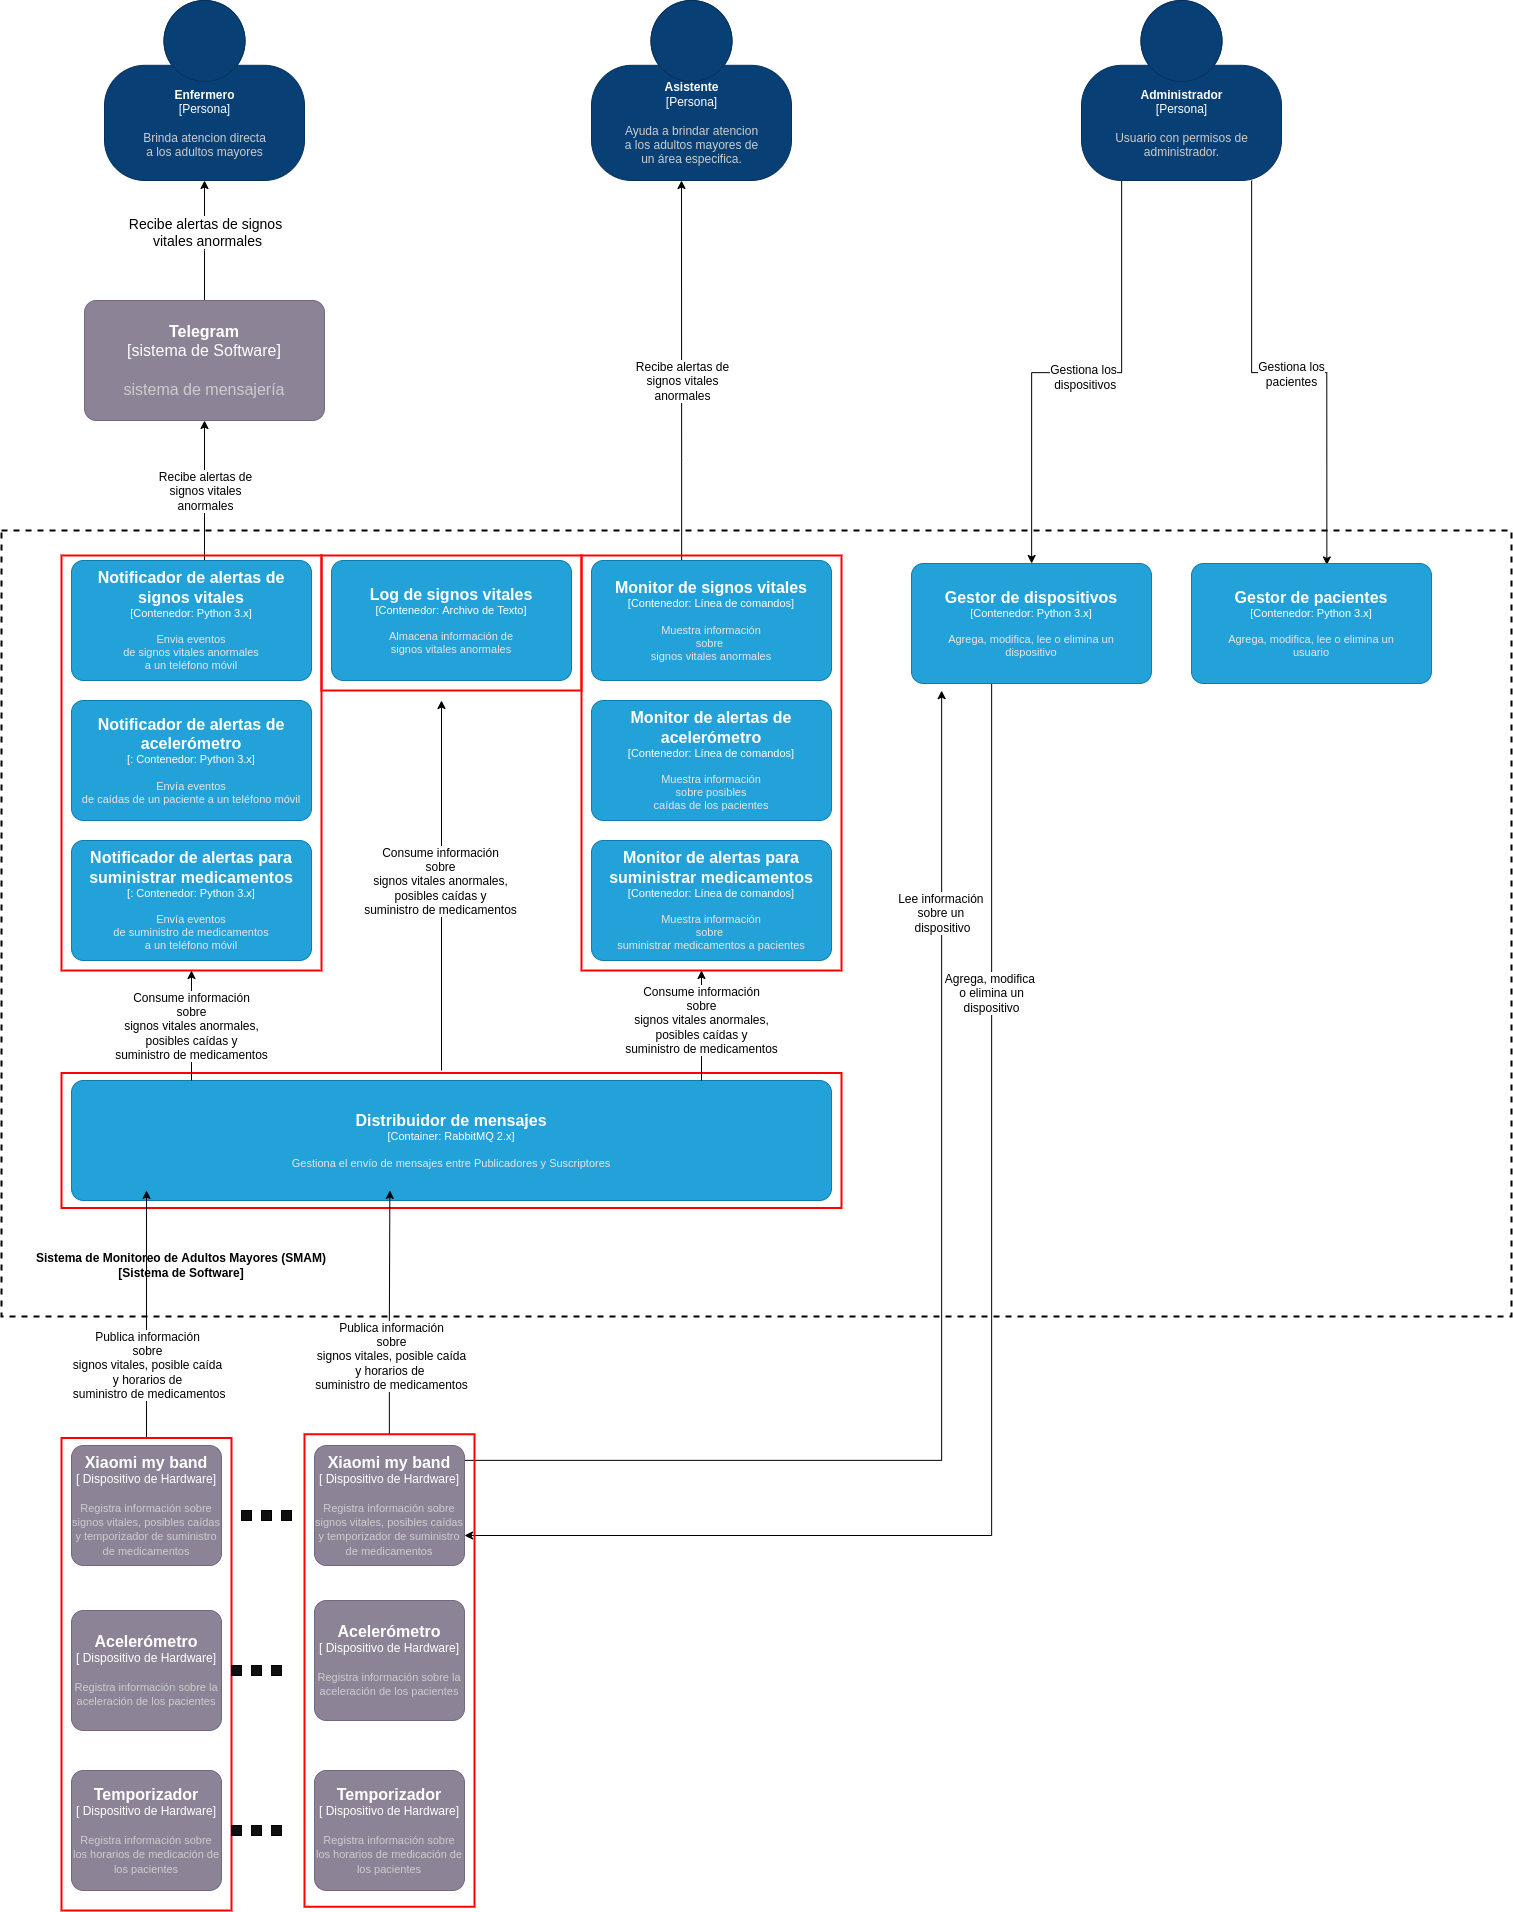 Enfermero
[Persona]
Brinda atencion directa
a los adultos mayores
Asistente
[Persona]
Ayuda a brindar atencion
a los adultos mayores de
un área especifica.
Administrador
[Persona]
Usuario con permisos de
administrador.
Recibe alertas de signos
vitales anormales
Telegram
[sistema de Software]
sistema de mensajería
Recibe alertas de
signos vitales
anormales
Gestiona los
dispositivos
Gestiona los
pacientes
Recibe alertas de
signos vitales
anormales
Notificador de alertas de
signos vitales
[Contenedor: Python 3.x]
Envia eventos
de signos vitales anormales
a un teléfono móvil
Log de signos vitales
[Contenedor: Archivo de Texto]
Almacena información de
signos vitales anormales
Monitor de signos vitales
[Contenedor: Línea de comandos]
Muestra información
sobre
signos vitales anormales
Gestor de dispositivos
[Contenedor: Python 3.x]
Agrega, modifica, lee o elimina un
dispositivo
Gestor de pacientes
[Contenedor: Python 3.x]
Agrega, modifica, lee o elimina un
usuario
Notificador de alertas de
acelerómetro
[: Contenedor: Python 3.x]
Envía eventos
de caídas de un paciente a un teléfono móvil
Monitor de alertas de
acelerómetro
[Contenedor: Línea de comandos]
Muestra información
sobre posibles
caídas de los pacientes
Notificador de alertas para
suministrar medicamentos
[: Contenedor: Python 3.x]
Envía eventos
de suministro de medicamentos
a un teléfono móvil
Consume información
sobre
signos vitales anormales,
posibles caídas y
suministro de medicamentos
Monitor de alertas para
suministrar medicamentos
[Contenedor: Línea de comandos]
Muestra información
sobre
suministrar medicamentos a pacientes
Lee información
sobre un
dispositivo
Agrega, modifica
o elimina un
dispositivo
Consume información
sobre
signos vitales anormales,
posibles caídas y
suministro de medicamentos
Consume información
sobre
signos vitales anormales,
posibles caídas y
suministro de medicamentos
Distribuidor de mensajes
[Container: RabbitMQ 2.x]
Gestiona el envío de mensajes entre Publicadores y Suscriptores
Sistema de Monitoreo de Adultos Mayores (SMAM)
[Sistema de Software]
Publica información
sobre
signos vitales, posible caída
y horarios de
suministro de medicamentos
Publica información
sobre
signos vitales, posible caída
y horarios de
suministro de medicamentos
Xiaomi my band
[ Dispositivo de Hardware]
Registra información sobre
signos vitales, posibles caídas
y temporizador de suministro
de medicamentos
Xiaomi my band
[ Dispositivo de Hardware]
Registra información sobre
signos vitales, posibles caídas
y temporizador de suministro
de medicamentos
Acelerómetro
[ Dispositivo de Hardware]
Registra información sobre la
aceleración de los pacientes
Acelerómetro
[ Dispositivo de Hardware]
Registra información sobre la
aceleración de los pacientes
Temporizador
[ Dispositivo de Hardware]
Registra información sobre
los horarios de medicación de
los pacientes
Temporizador
[ Dispositivo de Hardware]
Registra información sobre
los horarios de medicación de
los pacientes